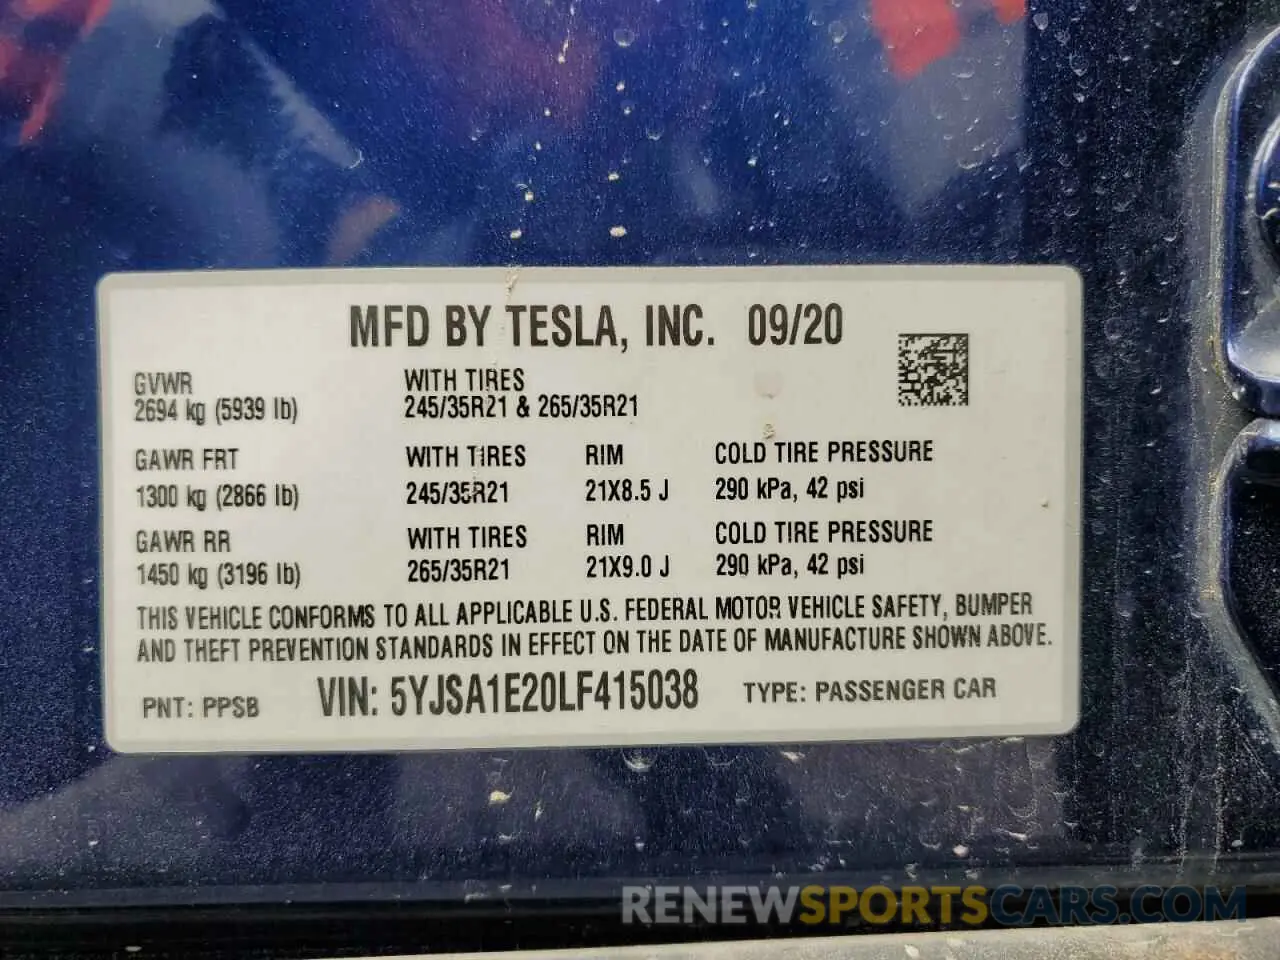 MFD BY TESLA, INC. 09/20
GVWR WITH TIRES
2694 kg (5939 lb) 245/35R21 & 265/35R21
GAWR FRT WITH TIRES RIM COLD TIRE PRESSURE
1300 kg (2866 lb) 245/35R21 21X8.5 J 290 kPa, 42 psi
GAWR RR WITH TIRES RIM COLD TIRE PRESSURE
1450 kg (3196 lb) 265/35R21 21X9.0 J 290 kPa, 42 psi
THIS VEHICLE CONFORMS TO ALL APPLICABLE U.S. FEDERAL MOTOR VEHICLE SAFETY, BUMPER
AND THEFT PREVENTION STANDARDS IN EFFECT ON THE DATE OF MANUFACTURE SHOWN ABOVE.
PNT: PPSB VIN: 5YJSA1E20LF415038 TYPE: PASSENGER CAR
RENEWSPORTSCARS.COM